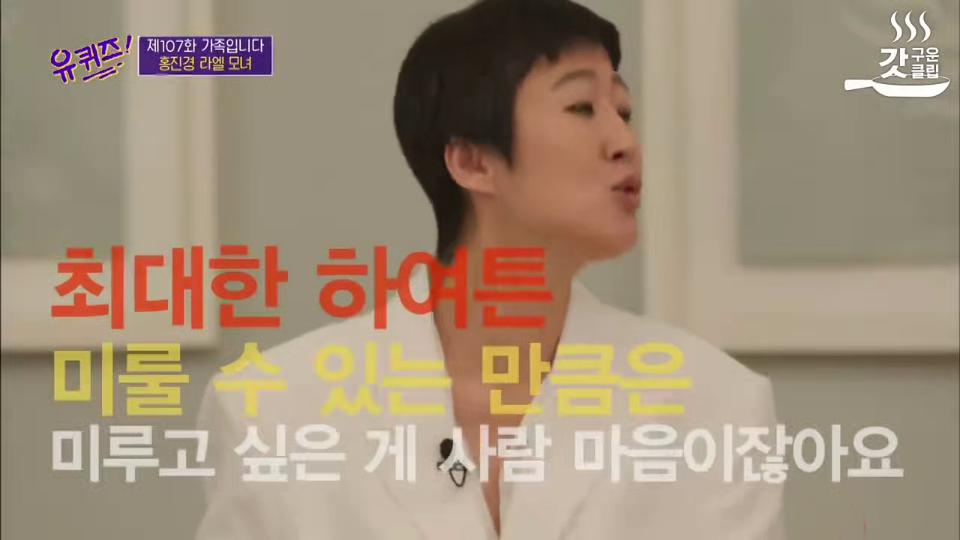 유퀴즈!
제107화 가족입니다
홍진경 라엘 모녀
갓구운
클립
최대한 하여튼
미룰 수 있는 만큼은
미루고 싶은 게 사람 마음이잖아요